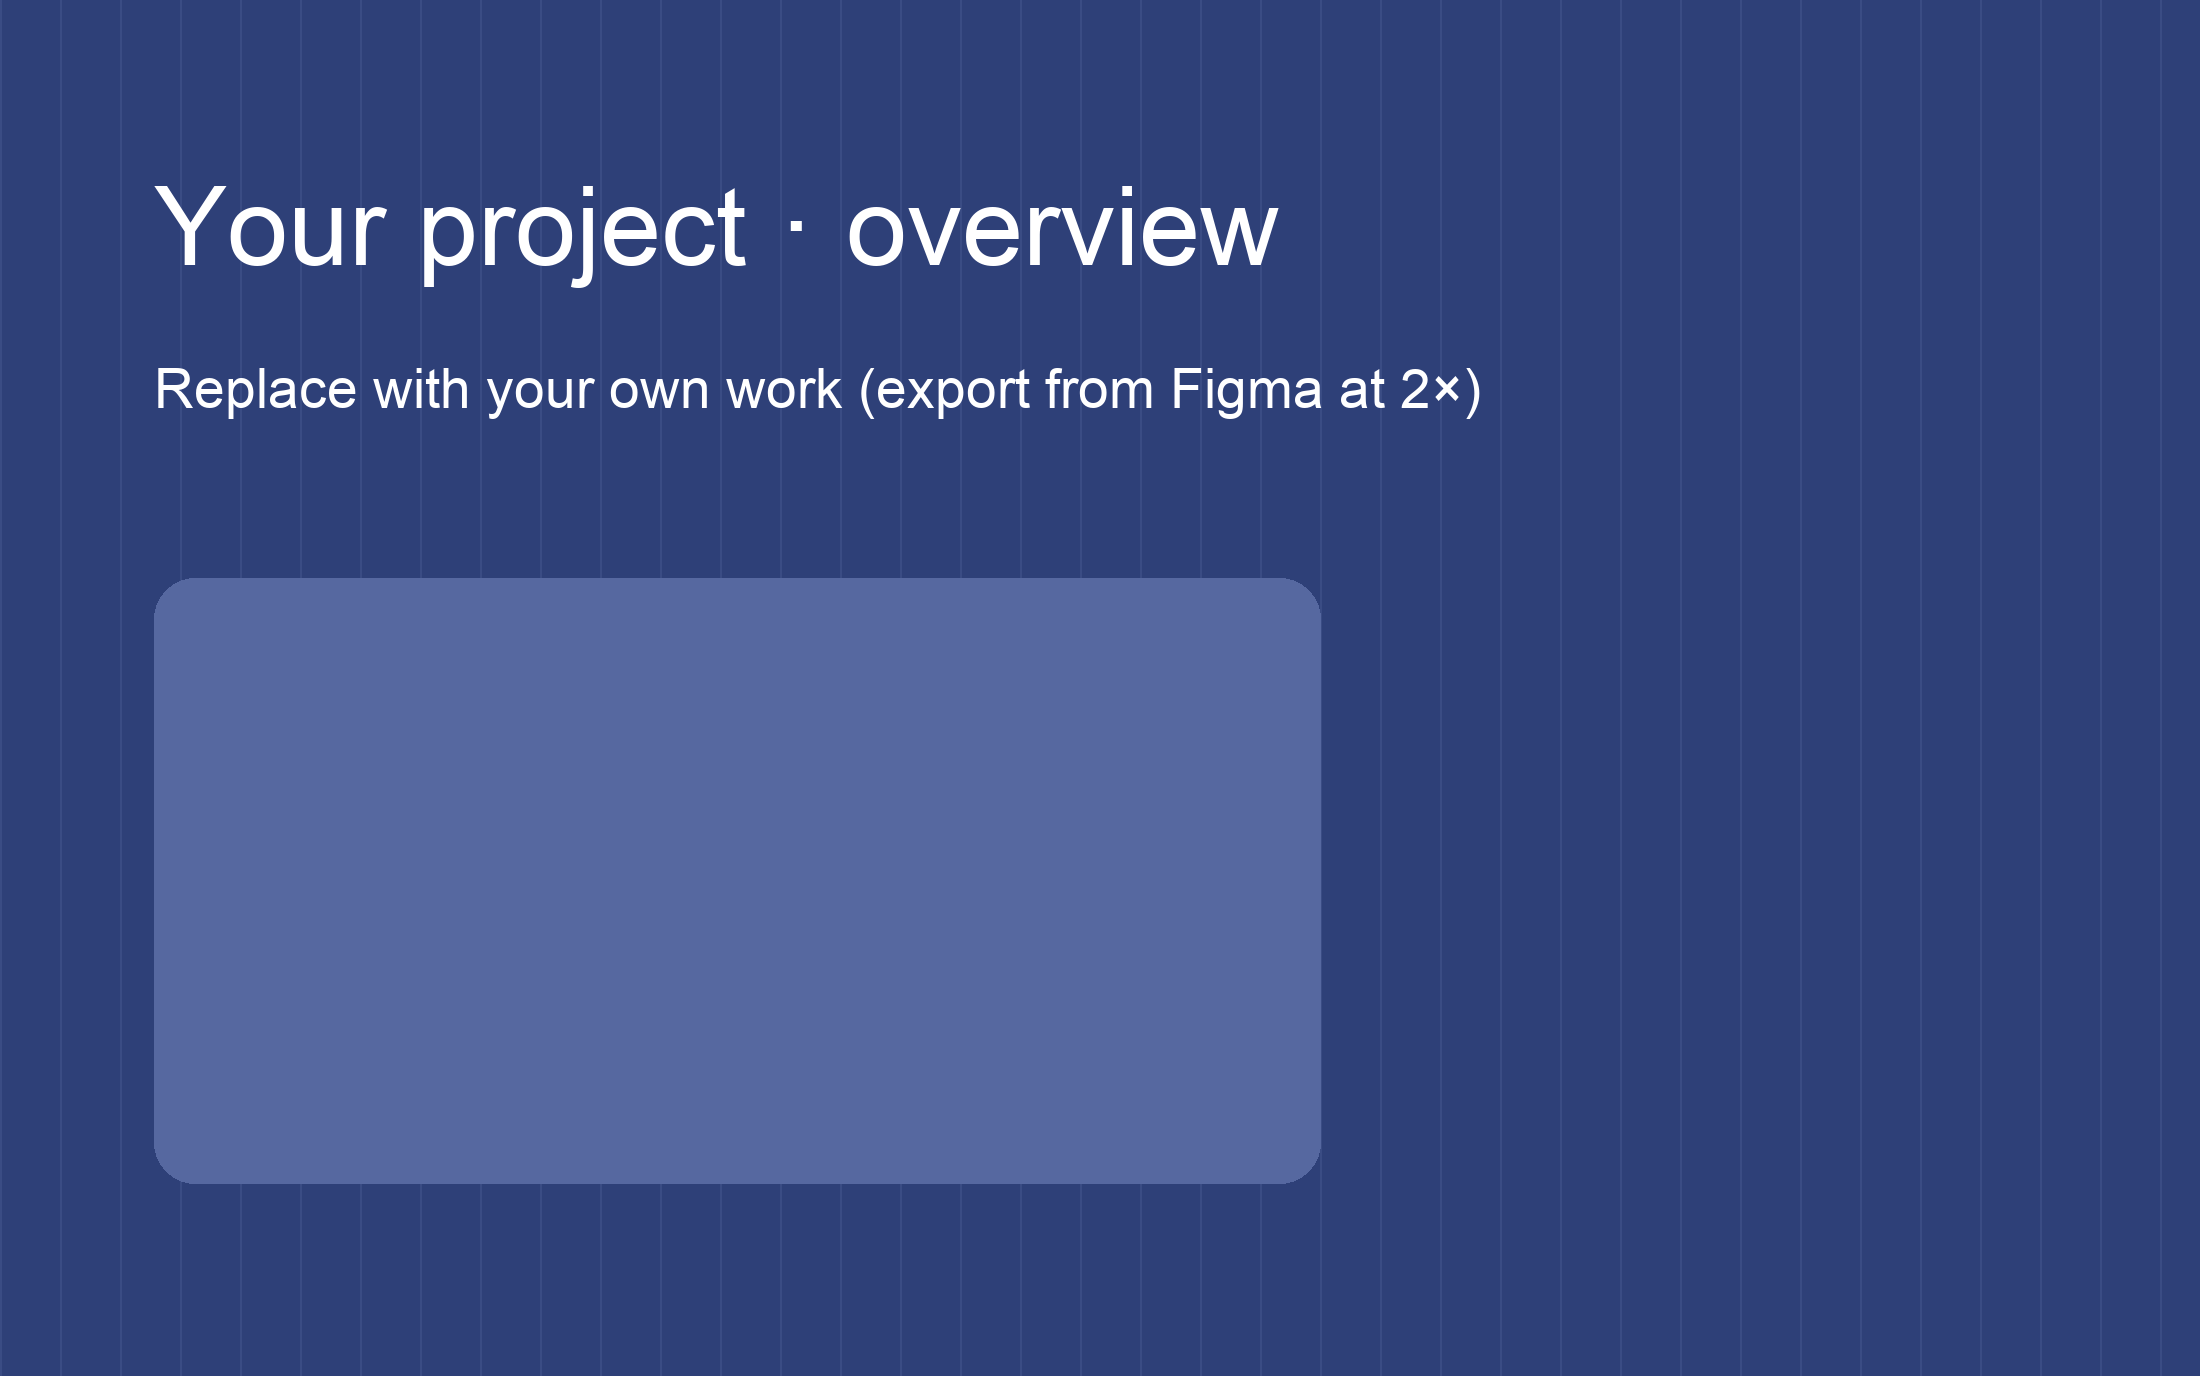 Your project · overview
Replace with your own work (export from Figma at 2×)